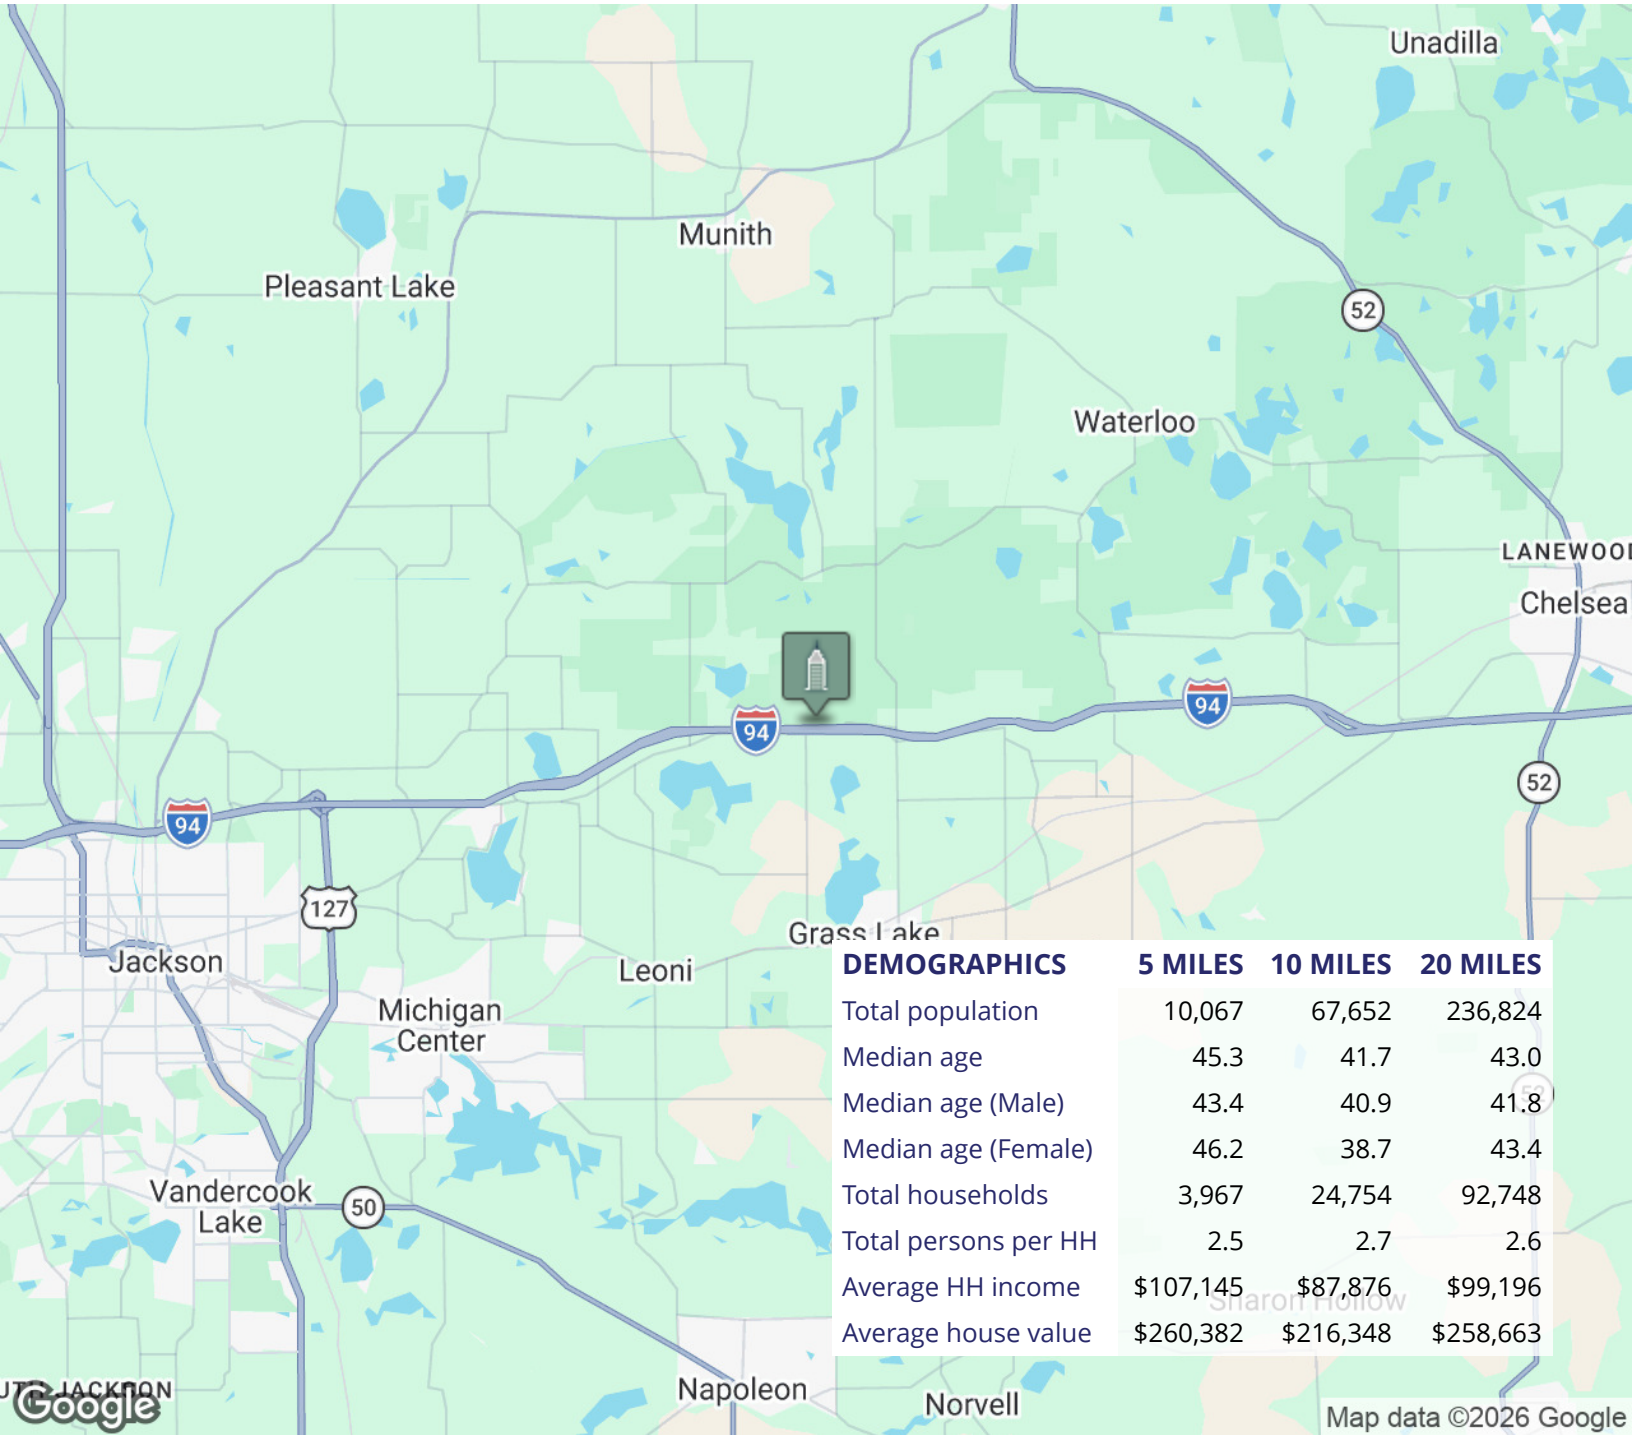 Unadilla
Munith
Pleasant Lake
52
Waterloo
LANEWOOD
Chelsea
94
94
52
94
127
Grass Lake
Jackson
Leoni
Michigan
Center
DEMOGRAPHICS 5 MILES 10 MILES 20 MILES
Total population 10,067 67,652 236,824
Median age 45.3 41.7 43.0
Median age (Male) 43.4 40.9 41.8
52
Median age (Female) 46.2 38.7 43.4
Total households 3,967 24,754 92,748
Total persons per HH 2.5 2.7 2.6
Average HH income $107,145 $87,876 $99,196
Sharon Hollow
Average house value $260,382 $216,348 $258,663
Vandercook
Lake
50
JACKSON
Google
Napoleon
Norvell
Map data ©2026 Google